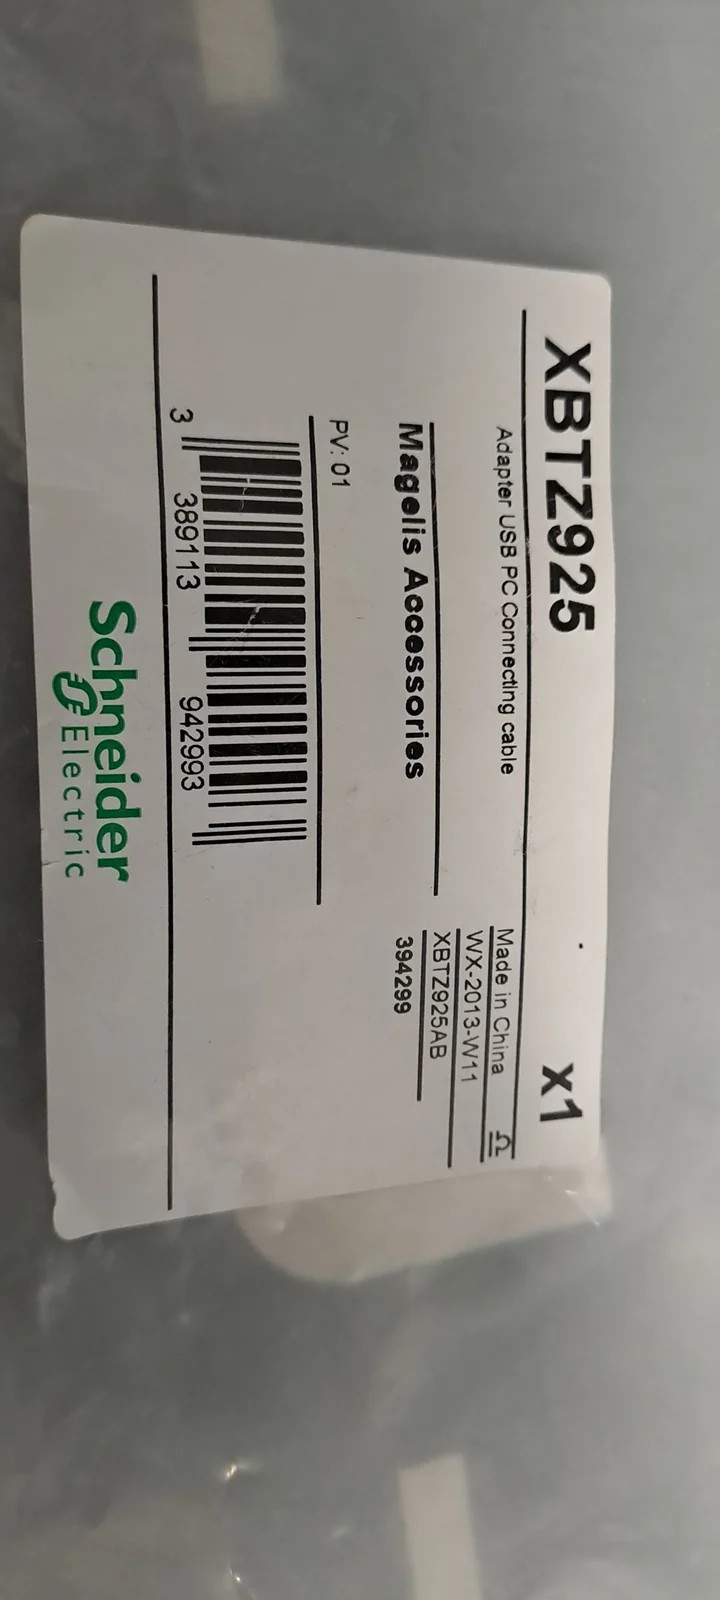 XBTZ925 x1
Adapter USB PC Connecting cable
Made in China
WX-2013-W11
XBTZ925AB
394299
Magelis Accessories
PV: 01
3 389113 942993
Schneider
Electric